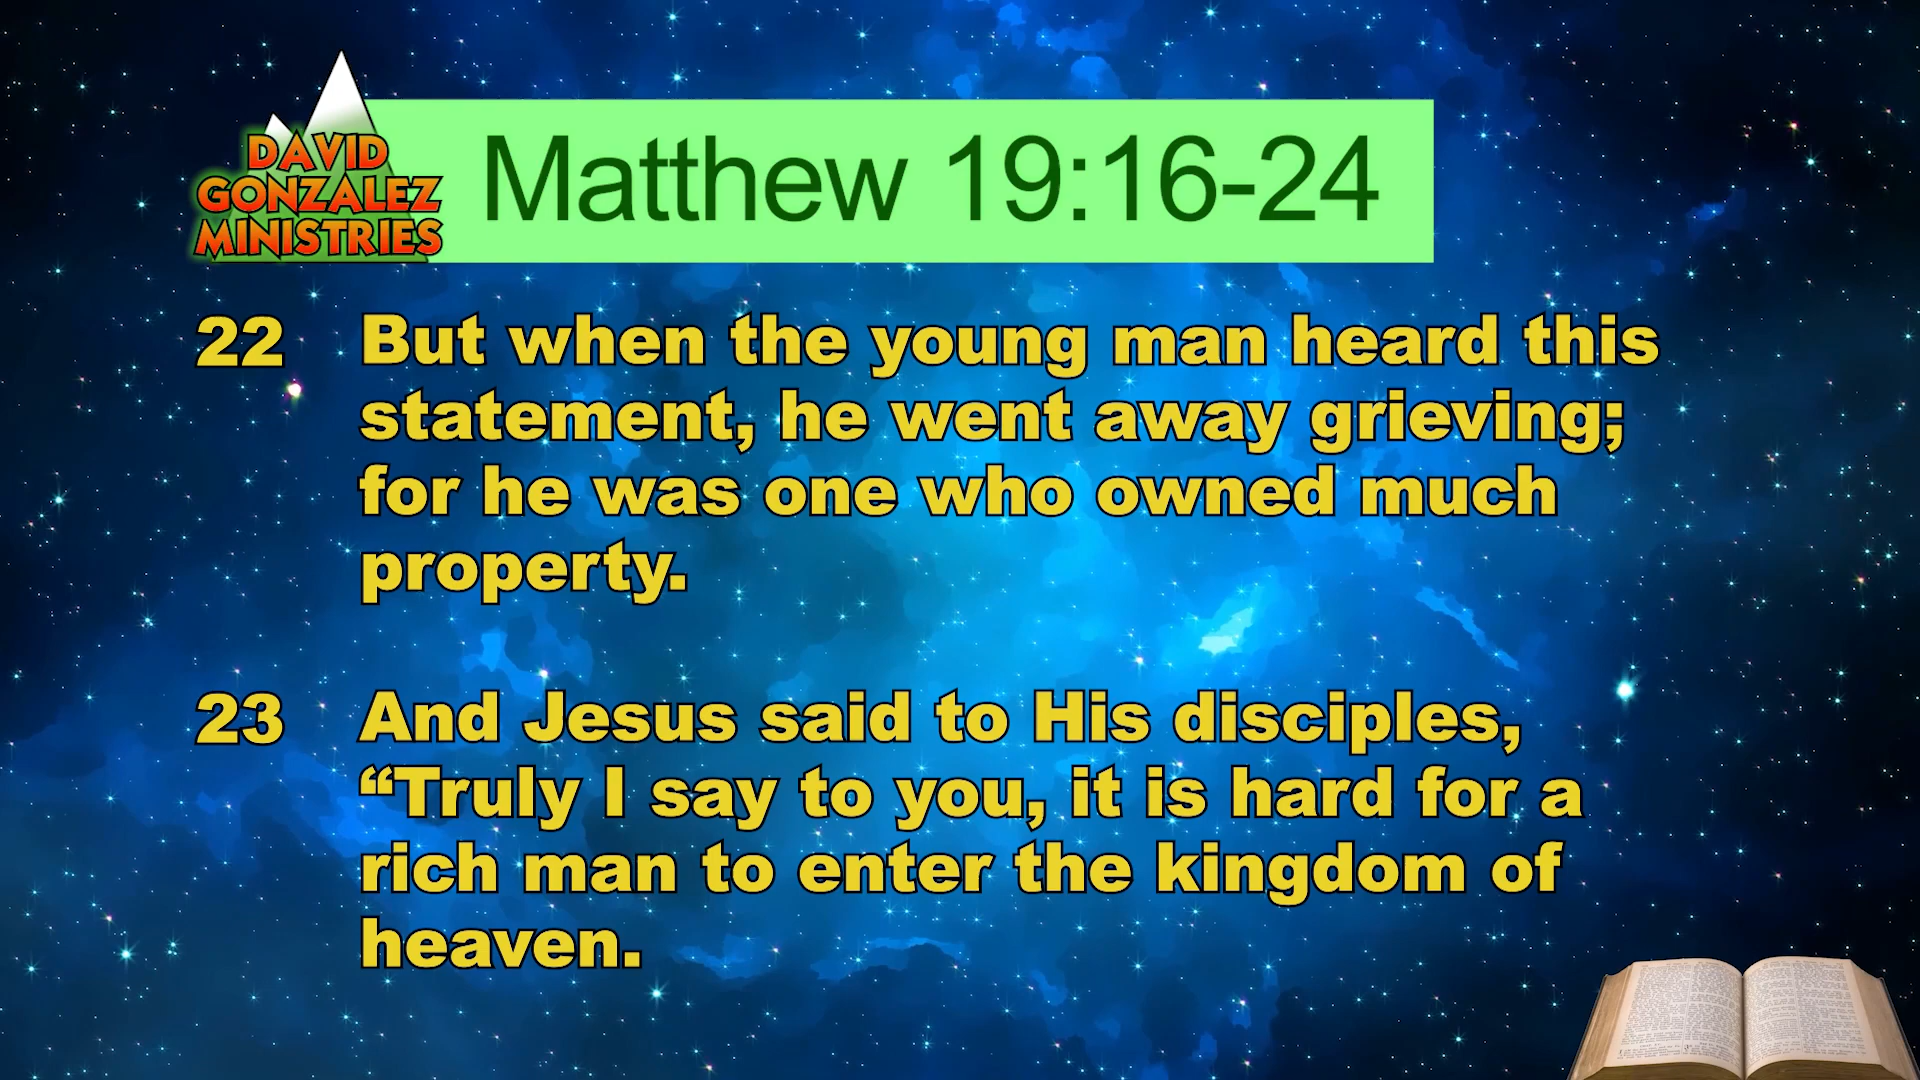 DAVID
GONZALEZ
MINISTRIES
Matthew 19:16-24
22 But when the young man heard this
statement, he went away grieving;
for he was one who owned much
property.
23 And Jesus said to His disciples,
“Truly I say to you, it is hard for a
rich man to enter the kingdom of
heaven.